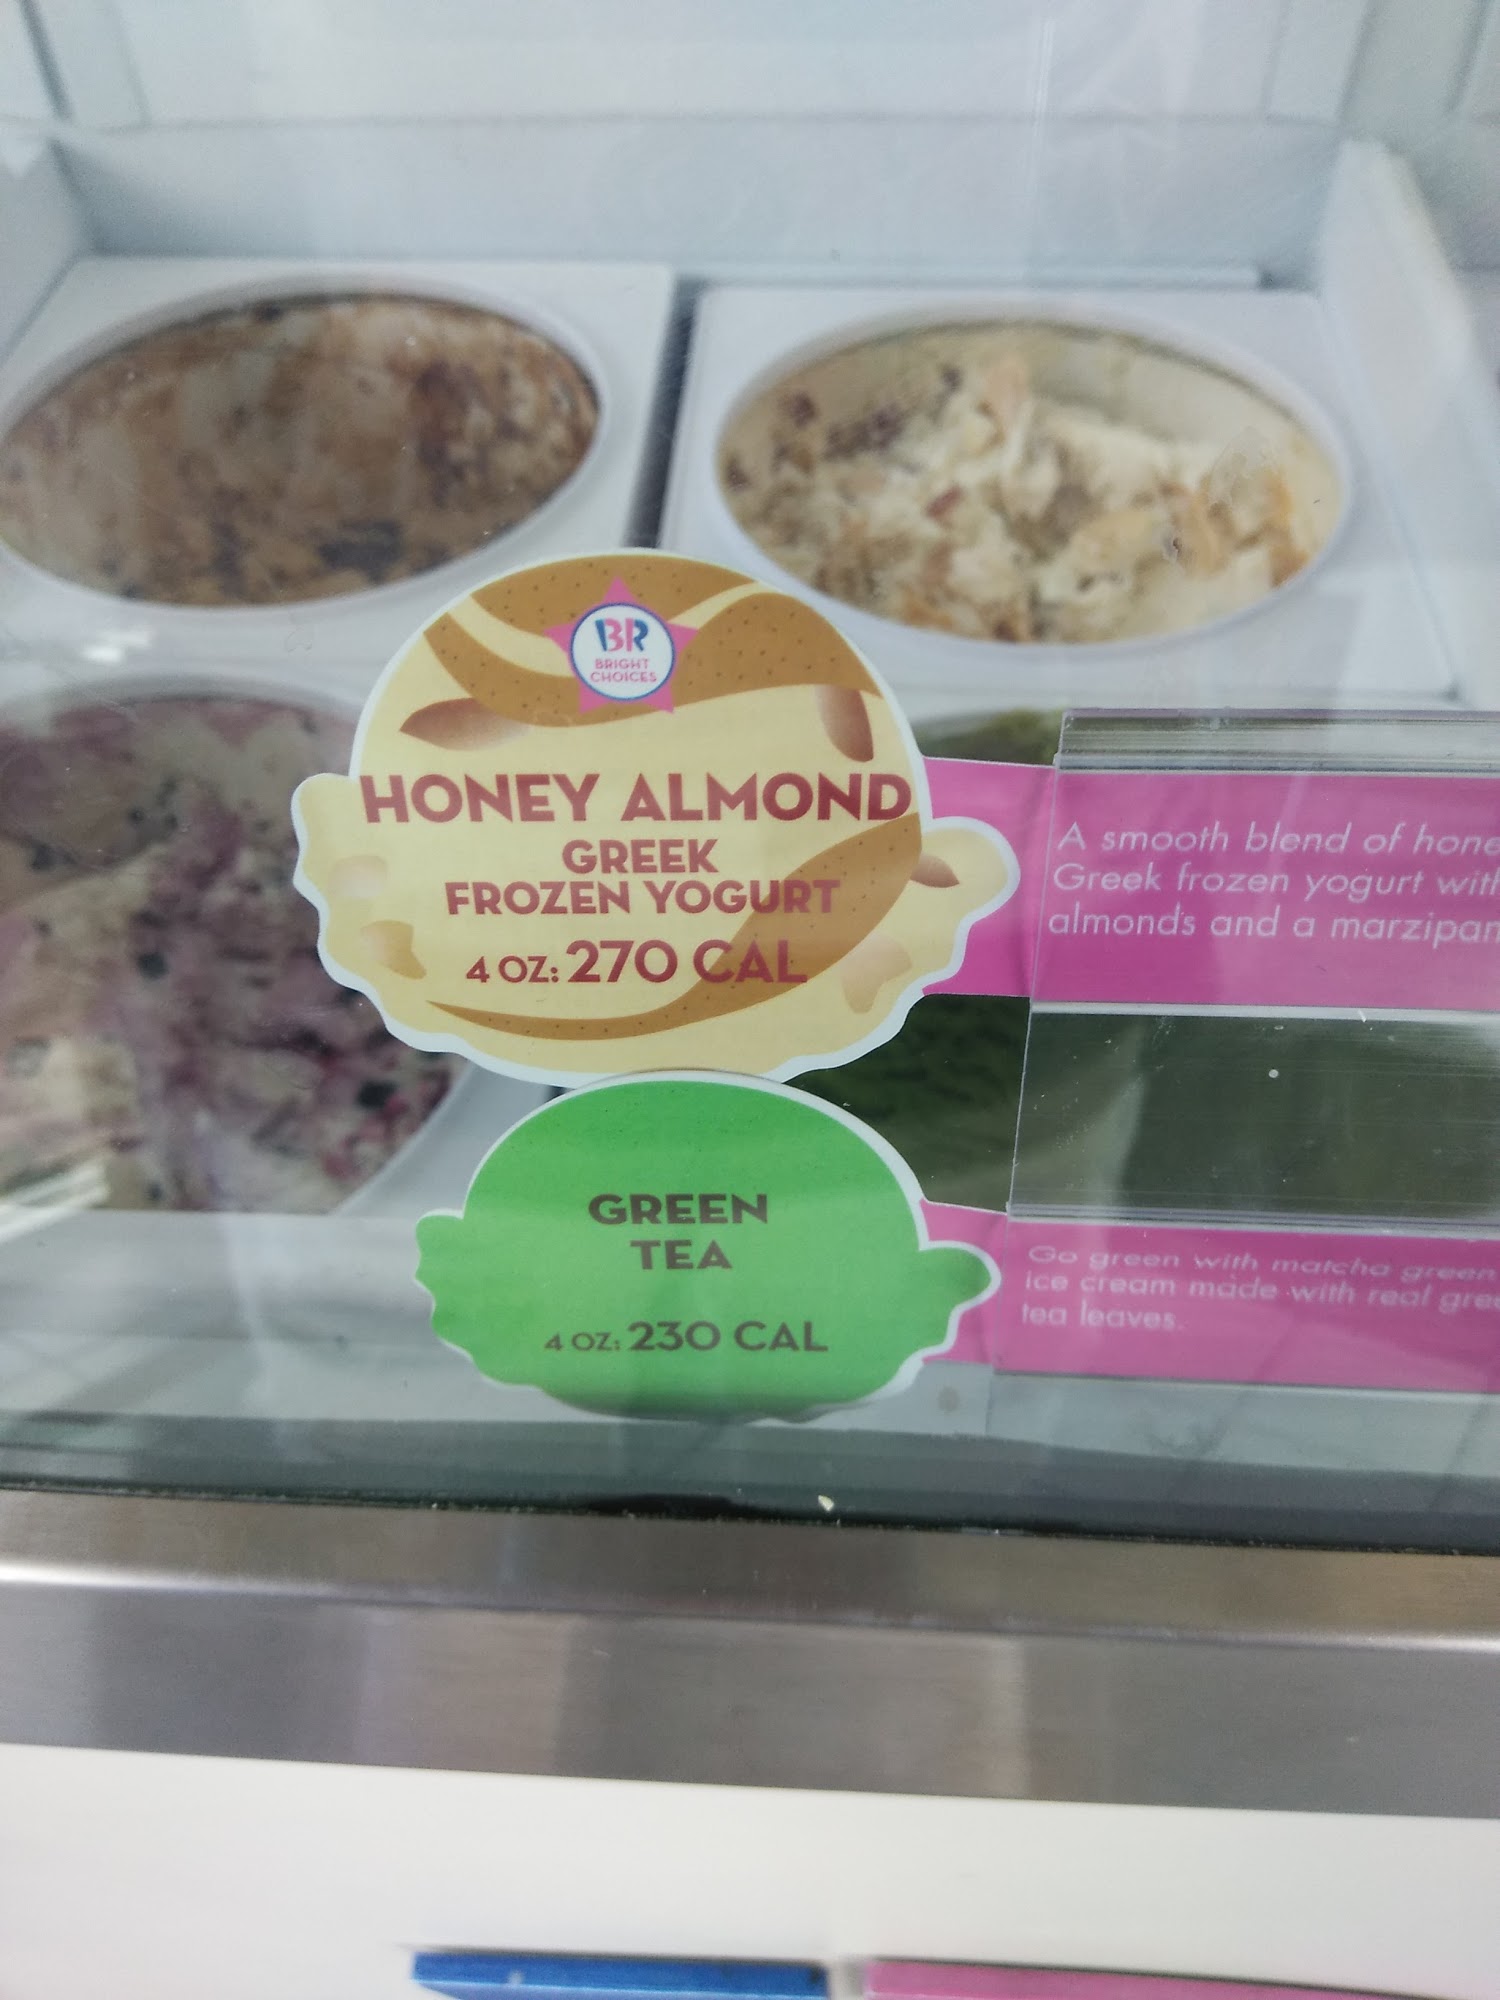 BR
BRIGHT
CHOICES
HONEY ALMOND
GREEK
FROZEN YOGURT
4 OZ: 270 CAL
A smooth blend of hone
Greek frozen yogurt with
almonds and a marzipan
GREEN
TEA
4 OZ: 230 CAL
Go green with matcha green
ice cream made with real gree
tea leaves.